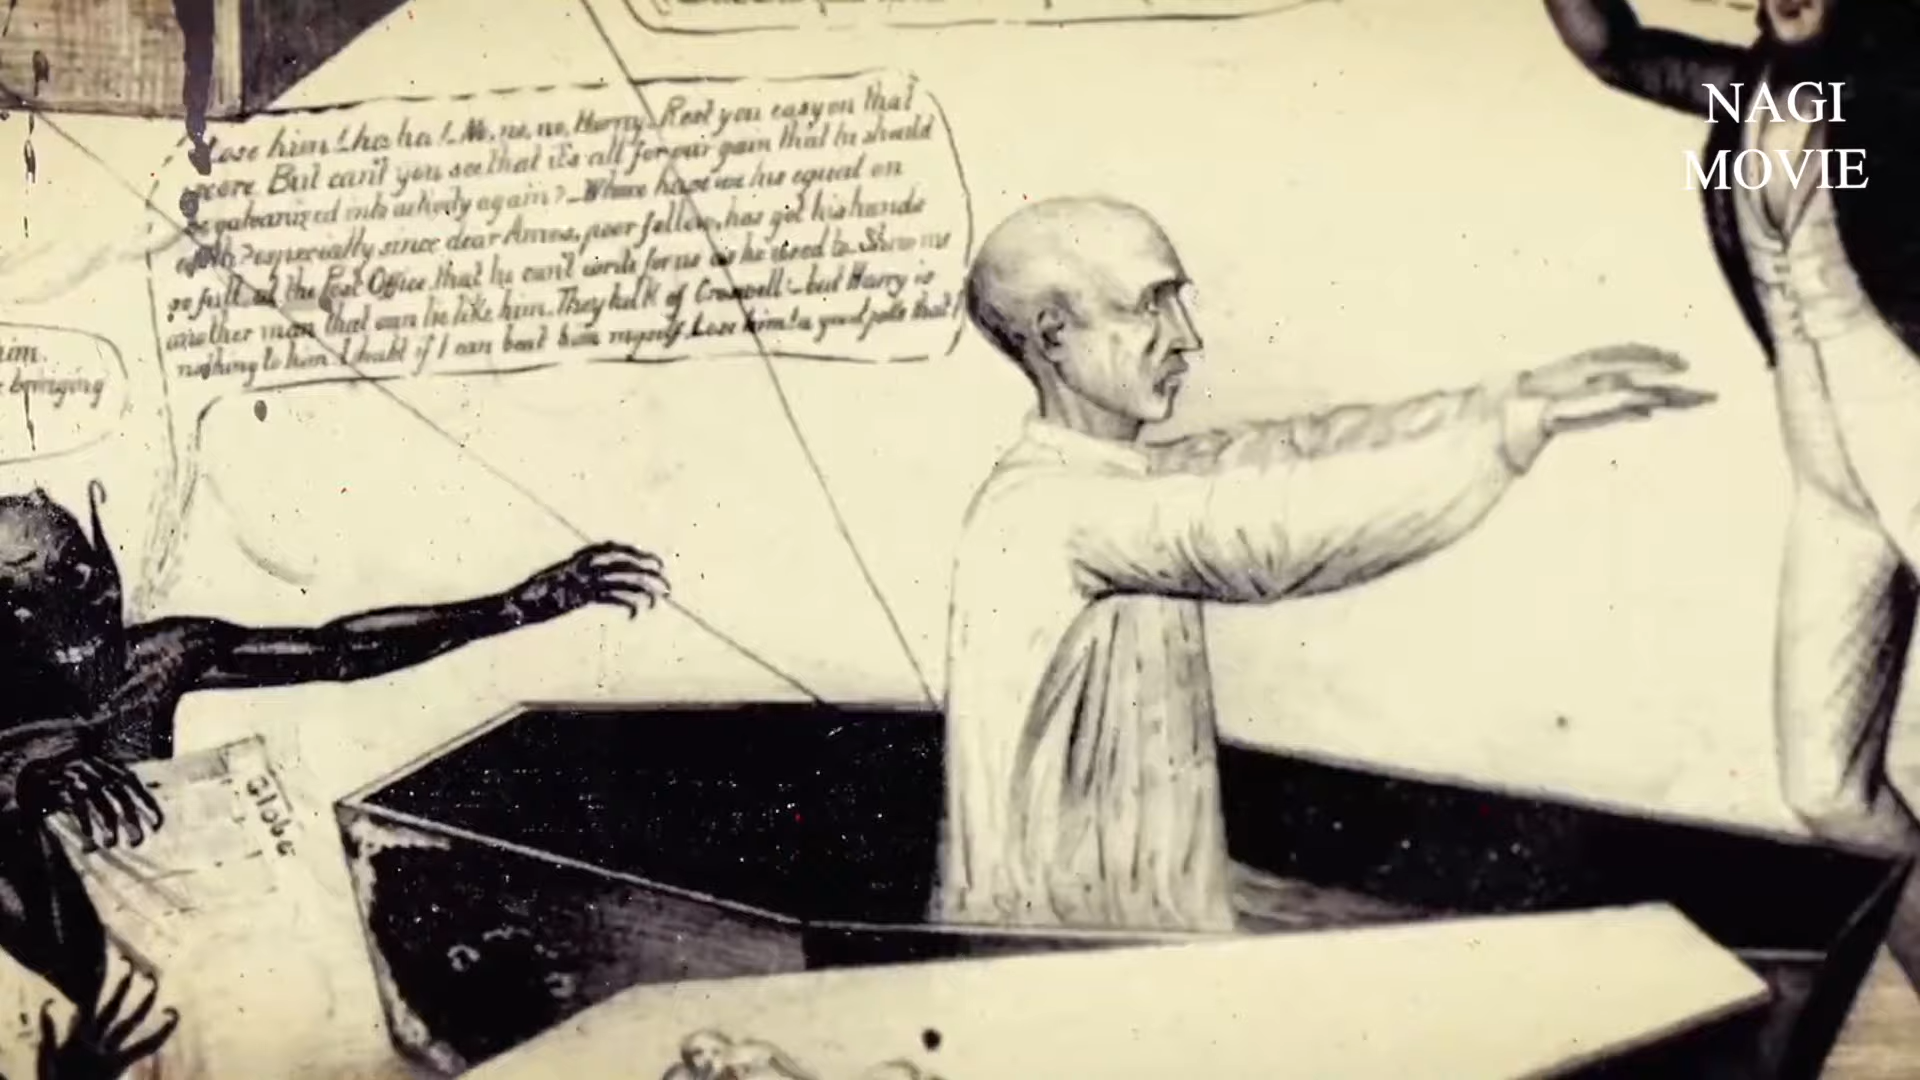 Lose him! ha ha! No, no, no, Harry. Rest you easy on that
score. But can't you see that it's all for our gain that he should
be galvanized into activity again? Where have we his equal on
earth? especially since dear Amos, poor fellow, has got his hands
so full, at the Post Office, that he can't write for us as he used to. Show me
another man that can lie like him. They talk of Croswell but Harry is
nothing to him. I doubt if I can beat him myself. Lose him! a good joke that!
him.
bringing
Globe
NAGI
MOVIE